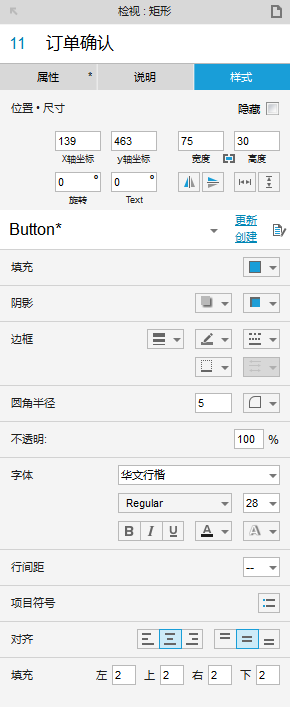 检视 : 矩形
11 订单确认
属性 * 说明 样式
位置 • 尺寸 隐藏
139 463 75 30
X轴坐标 y轴坐标 宽度 高度
0 ° 0 °
旋转 Text
Button* 更新
创建
填充
阴影
边框
圆角半径 5
不透明: 100 %
字体 华文行楷
Regular 28
B I U A A
行间距 --
项目符号
对齐
填充 左 2 上 2 右 2 下 2